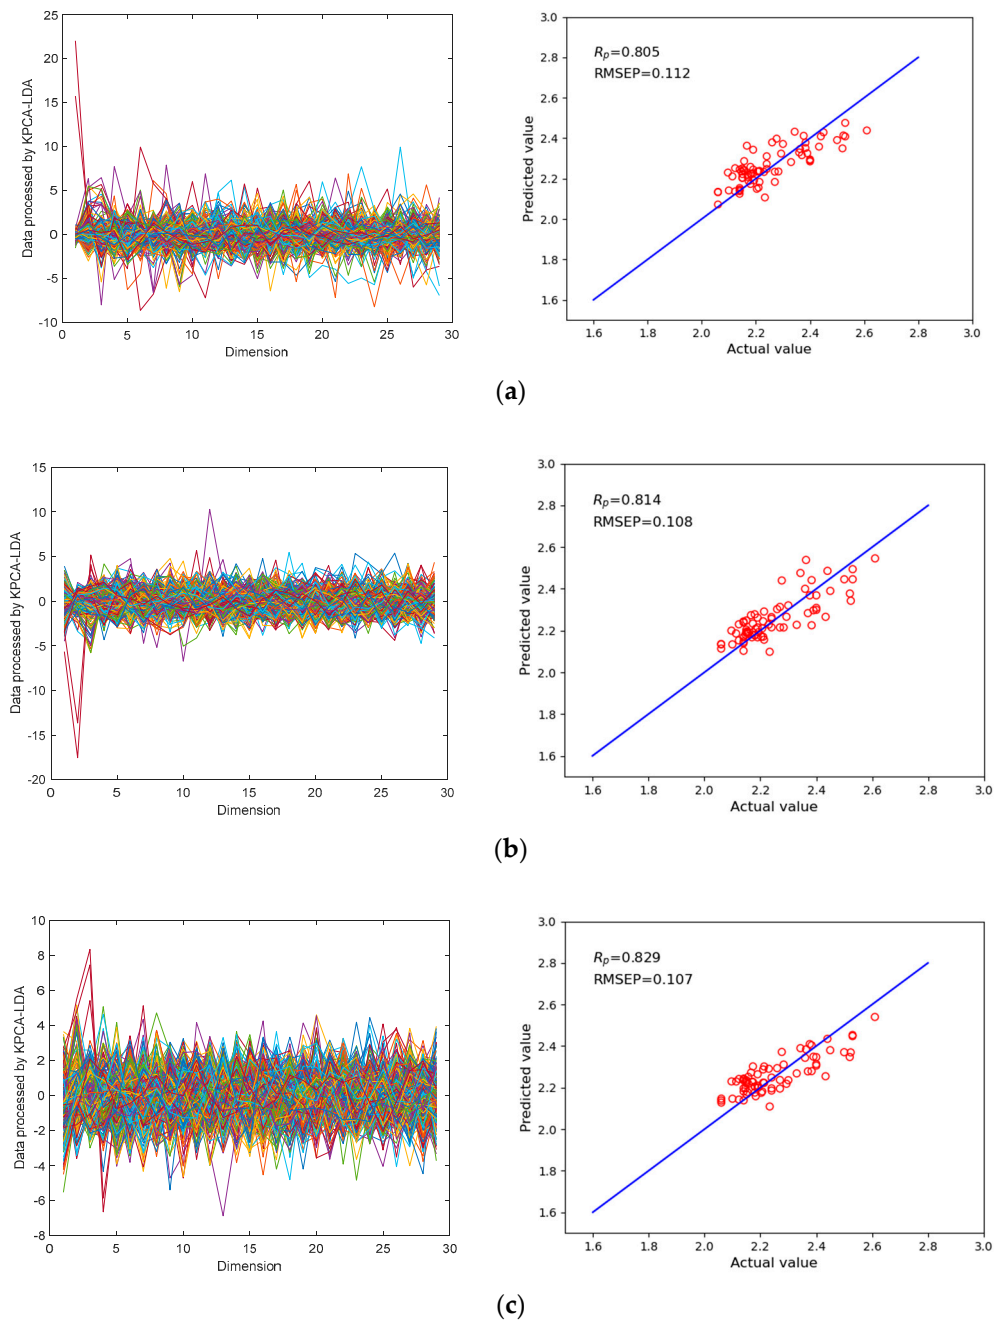 25
20
15
10
5
0
-5
-10
0 5 10 15 20 25 30
Data processed by KPCA-LDA
Dimension
3.0
2.8
2.6
2.4
2.2
2.0
1.8
1.6
1.6 1.8 2.0 2.2 2.4 2.6 2.8 3.0
Predicted value
Actual value
Rp=0.805
RMSEP=0.112
(a)
15
10
5
0
-5
-10
-15
-20
0 5 10 15 20 25 30
Data processed by KPCA-LDA
Dimension
3.0
2.8
2.6
2.4
2.2
2.0
1.8
1.6
1.6 1.8 2.0 2.2 2.4 2.6 2.8 3.0
Predicted value
Actual value
Rp=0.814
RMSEP=0.108
(b)
10
8
6
4
2
0
-2
-4
-6
-8
0 5 10 15 20 25 30
Data processed by KPCA-LDA
Dimension
3.0
2.8
2.6
2.4
2.2
2.0
1.8
1.6
1.6 1.8 2.0 2.2 2.4 2.6 2.8 3.0
Predicted value
Actual value
Rp=0.829
RMSEP=0.107
(c)